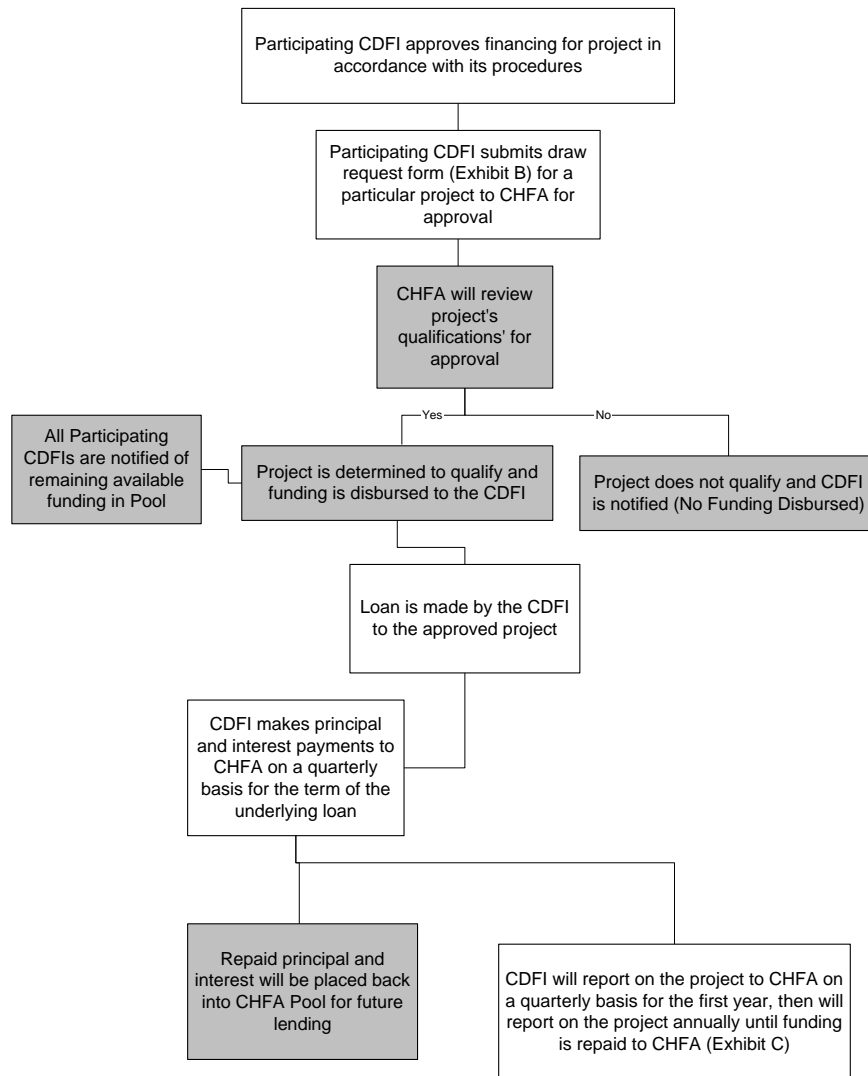 Participating CDFI approves financing for project in
accordance with its procedures
Participating CDFI submits draw
request form (Exhibit B) for a
particular project to CHFA for
approval
CHFA will review
project's
qualifications' for
approval
Yes
No
All Participating
CDFIs are notified of
remaining available
funding in Pool
Project is determined to qualify and
funding is disbursed to the CDFI
Project does not qualify and CDFI
is notified (No Funding Disbursed)
Loan is made by the CDFI
to the approved project
CDFI makes principal
and interest payments to
CHFA on a quarterly
basis for the term of the
underlying loan
Repaid principal and
interest will be placed back
into CHFA Pool for future
lending
CDFI will report on the project to CHFA on
a quarterly basis for the first year, then will
report on the project annually until funding
is repaid to CHFA (Exhibit C)